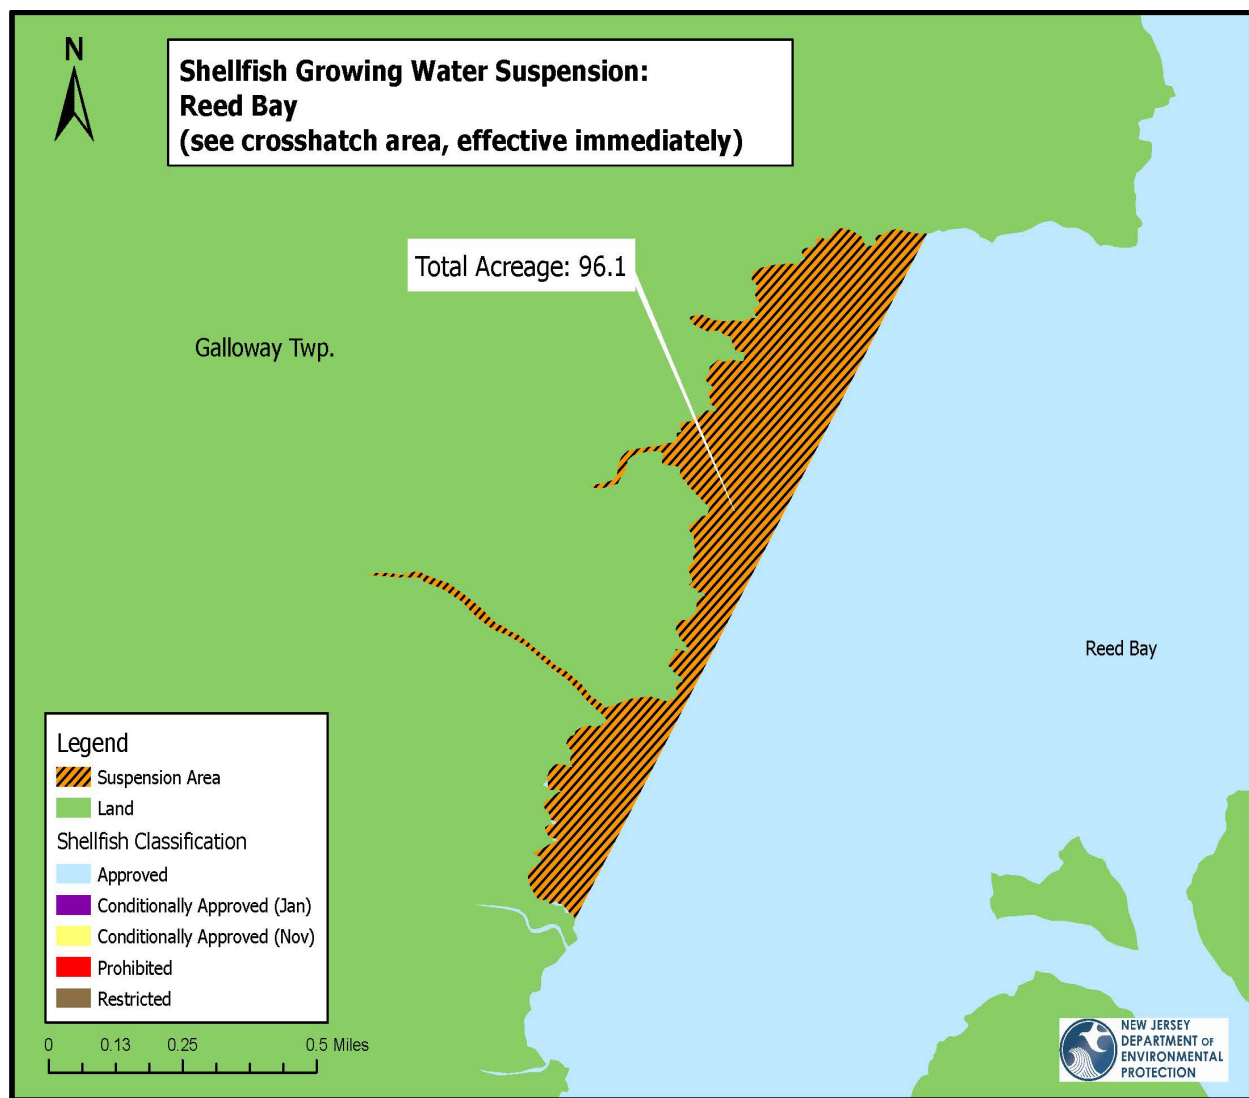 N
Shellfish Growing Water Suspension:
Reed Bay
(see crosshatch area, effective immediately)
Total Acreage: 96.1
Galloway Twp.
Reed Bay
Legend
Suspension Area
Land
Shellfish Classification
Approved
Conditionally Approved (Jan)
Conditionally Approved (Nov)
Prohibited
Restricted
0 0.13 0.25 0.5 Miles
NEW JERSEY
DEPARTMENT OF
ENVIRONMENTAL
PROTECTION